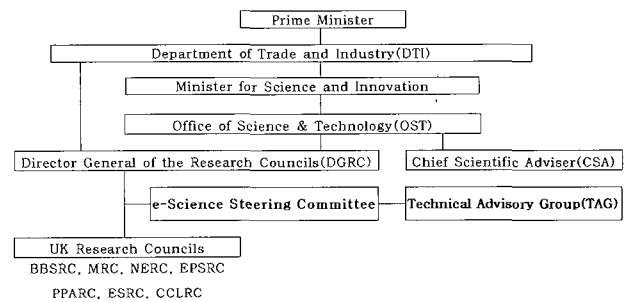 Prime Minister
Department of Trade and Industry(DTI)
Minister for Science and Innovation
Office of Science & Technology(OST)
Director General of the Research Councils(DGRC)
Chief Scientific Adviser(CSA)
e-Science Steering Committee
Technical Advisory Group(TAG)
UK Research Councils
BBSRC, MRC, NERC, EPSRC
PPARC, ESRC, CCLRC